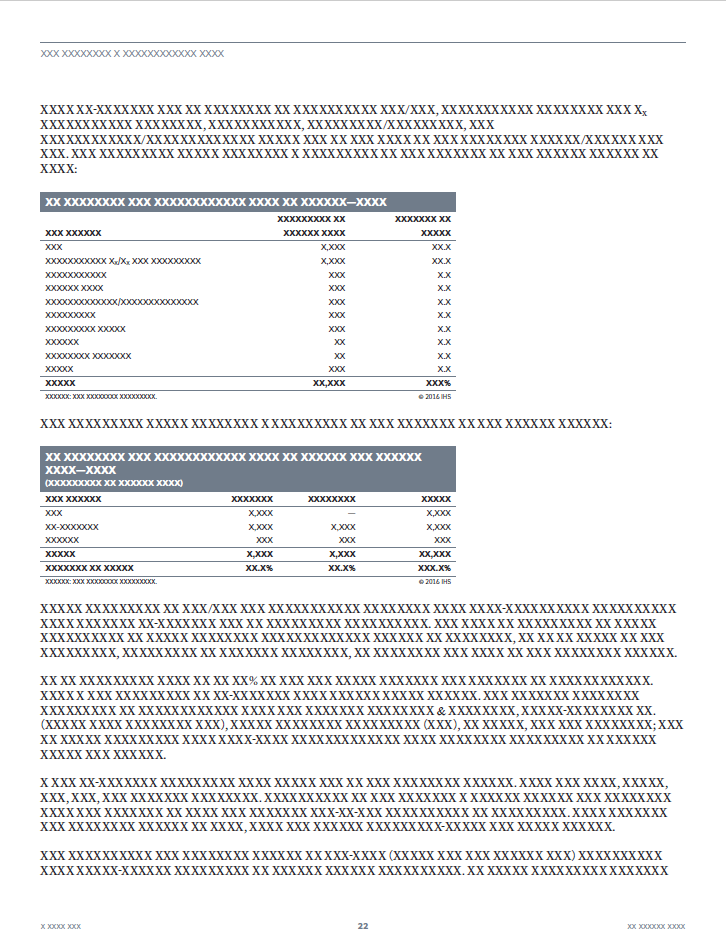 XXX XXXXXXXX X XXXXXXXXXXXX XXXX
XXXX XX-XXXXXXX XXX XX XXXXXXXX XX XXXXXXXXXX XXX/XXX, XXXXXXXXXXX XXXXXXXX XXX Xₓ
XXXXXXXXXXX XXXXXXXX, XXXXXXXXXXX, XXXXXXXXX/XXXXXXXXX, XXX
XXXXXXXXXXXX/XXXXXXXXXXXXX XXXXX XXX XX XXX XXXX XX XXX XXXXXXXXX XXXXXX/XXXXXX XXX
XXX. XXX XXXXXXXXX XXXXX XXXXXXXX X XXXXXXXXX XX XXX XXXXXXX XX XXX XXXXXX XXXXXX XX
XXXX:
XX XXXXXXXX XXX XXXXXXXXXXXX XXXX XX XXXXXX—XXXX
XXXXXXXXX XX XXXXXXX XX
XXX XXXXXX XXXXXX XXXX XXXXX
XXX X,XXX XX.X
XXXXXXXXXXX Xₓ/Xₓ XXX XXXXXXXXX X,XXX XX.X
XXXXXXXXXXX XXX X.X
XXXXXX XXXX XXX X.X
XXXXXXXXXXXXX/XXXXXXXXXXXXXX XXX X.X
XXXXXXXXX XXX X.X
XXXXXXXXX XXXXX XXX X.X
XXXXXX XX X.X
XXXXXXXX XXXXXXX XX X.X
XXXXX XXX X.X
XXXXX XX,XXX XXX%
XXXXXX: XXX XXXXXXXX XXXXXXXXX. © 2016 IHS
XXX XXXXXXXXX XXXXX XXXXXXXX X XXXXXXXXX XX XXX XXXXXXX XX XXX XXXXXX XXXXXX:
XX XXXXXXXX XXX XXXXXXXXXXXX XXXX XX XXXXXX XXX XXXXXX
XXXX—XXXX
(XXXXXXXXX XX XXXXXX XXXX)
XXX XXXXXX XXXXXXX XXXXXXXX XXXXX
XXX X,XXX — X,XXX
XX-XXXXXXX X,XXX X,XXX X,XXX
XXXXXX XXX XXX XXX
XXXXX X,XXX X,XXX XX,XXX
XXXXXXX XX XXXXX XX.X% XX.X% XXX.X%
XXXXXX: XXX XXXXXXXX XXXXXXXXX. © 2016 IHS
XXXXX XXXXXXXXX XX XXX/XXX XXX XXXXXXXXXXX XXXXXXXX XXXX XXXX-XXXXXXXXXX XXXXXXXXXX
XXXX XXXXXXXXX XX-XXXXXXX XXX XX XXXXXXXXX XXXXXXXXXX. XXX XXXXX XX XXXXXXXXX XX XXXXX
XXXXXXXXXX XX XXXXX XXXXXXXX XXXXXXXXXXXXXX XXXXXXX XX XXXXXXXX, XX XX XX XXXXX XX XXX
XXXXXXXXX, XXXXXXXXX XX XXXXXXX XXXXXXXX, XX XXXXXXXX XXX XXXX XX XXX XXXXXXXX XXXXXX.
XX XX XXXXXXXXX XXXX XX XX XX% XX XXX XXX XXX XXXXX XXXXXXX XXX XXXXXXXX XX XXXXXXXXXXX.
XXXXX X XXX XXXXXXXXX XX XX-XXXXXXX XXXX XXXXXXXXXX XXXXX XXXXXX. XXX XXXXXXX XXXXXXXX
XXXXXXXXX XX XXXXXXXXXXXX XXXX XXX XXXXXXX XXXXXXXX & XXXXXXXX, XXXXX-XXXXXXXX XX.
(XXXXX XXXX XXXXXXXX XXX), XXXXX XXXXXXXX XXXXXXXXX (XXX), XX XXXXX, XXX XXX XXXXXXXX; XXX
XX XXXXX XXXXXXXXX XXXX XXXX-XXXX XXXXXXXXXXXXX XXXX XXXXXXXX XXXXXXXXX XX XXXXXXX
XXXXX XXX XXXXXX.
X XXX XX-XXXXXXX XXXXXXXXX XXXX XXXXX XXX XX XXX XXXXXXXX XXXXXX. XXXX XXX XXXX, XXXXX,
XXX, XXX, XXX XXXXXXX XXXXXXXX. XXXXXXXXXX XX XXX XXXXXXX X XXXXXX XXXXXX XXX XXXXXXXX
XXXX XXX XXXXXXX XX XXXX XXX XXXXXXX XXX-XX-XXX XXXXXXXXXXX XX XXXXXXXXX. XXXX XXXXXXX
XXX XXXXXXXX XXXXXX XX XXXX, XXXX XXX XXXXXX XXXXXXXXX-XXXXX XXX XXXXX XXXXXX.
XXX XXXXXXXXXX XXX XXXXXXXX XXXXXX XX XXX-XXXX (XXXXX XXX XXX XXXXXX XXX) XXXXXXXXXX
XXXX XXXXXXX-XXXXXX XXXXXXXXX XX XXXXXX XXXXXX XXXXXXXXXXX. XX XXXXX XXXXXXXXX XXXXXXX
X XXXX XXX 22 XX XXXXXX XXXX